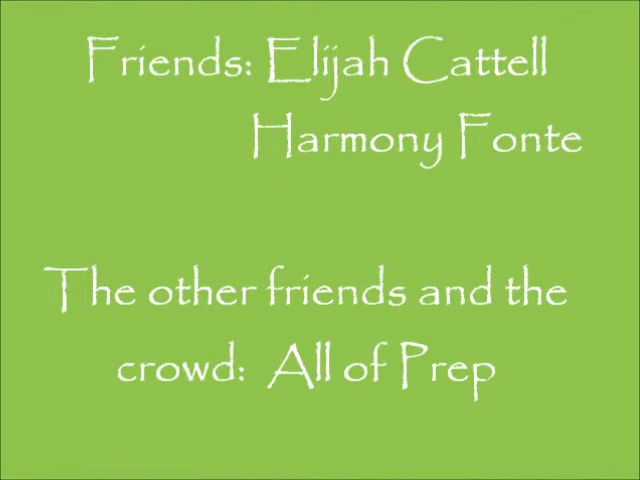 Friends: Elijah Cattell
Harmony Fonte
The other friends and the
crowd: All of Prep